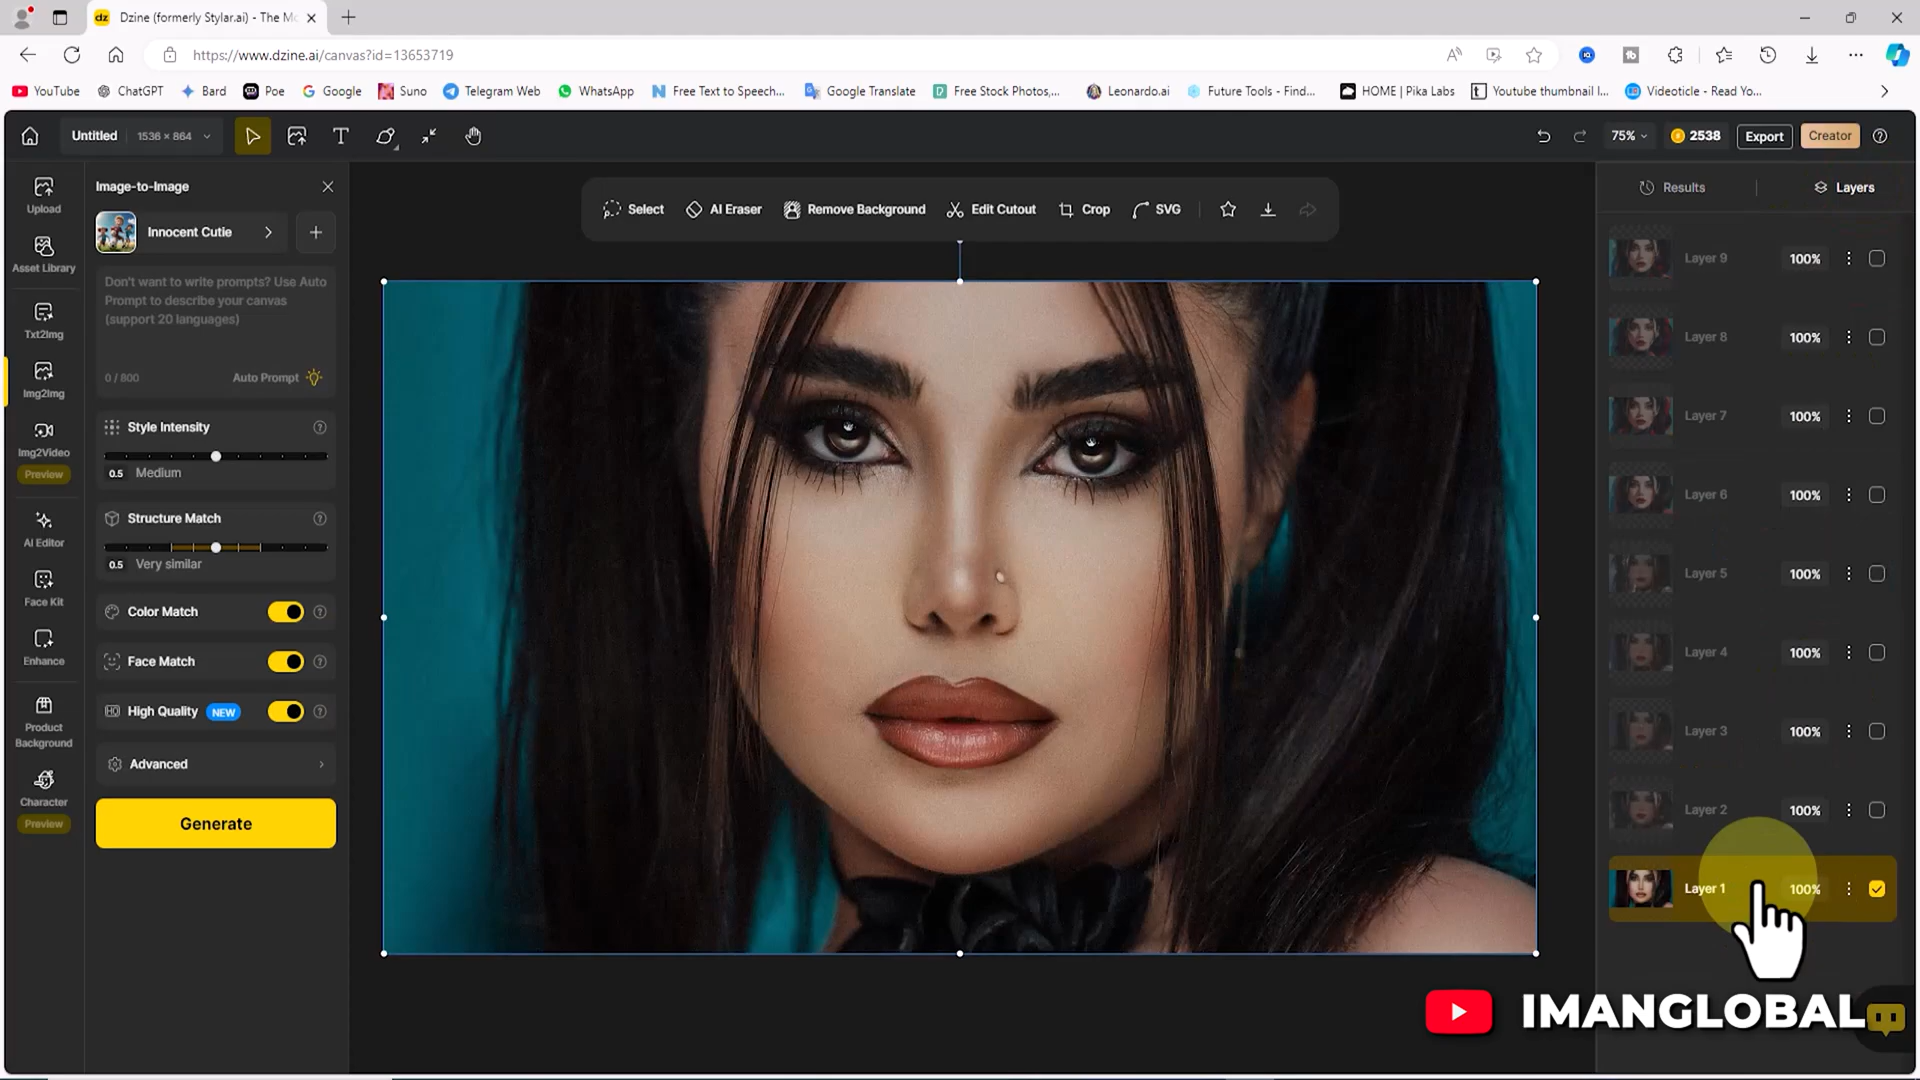 dz Dzine (formerly Stylar.ai) - The Mo
https://www.dzine.ai/canvas?id=13653719
YouTube ChatGPT Bard Poe Google Suno Telegram Web WhatsApp Free Text to Speech... Google Translate Free Stock Photos,... Leonardo.ai Future Tools - Find... HOME | Pika Labs Youtube thumbnail I... Videoticle - Read Yo...
Untitled 1536 × 864
75% 2538 Export Creator
Upload
Asset Library
Txt2Img
Img2Img
Img2Video
Preview
AI Editor
Face Kit
Enhance
Product
Background
Character
Preview
Image-to-Image
Innocent Cutie
Don't want to write prompts? Use Auto
Prompt to describe your canvas
(support 20 languages)
0 / 800 Auto Prompt
Style Intensity
0.5 Medium
Structure Match
0.5 Very similar
Color Match
Face Match
High Quality NEW
Advanced
Generate
Select AI Eraser Remove Background Edit Cutout Crop SVG
Results Layers
Layer 9 100%
Layer 8 100%
Layer 7 100%
Layer 6 100%
Layer 5 100%
Layer 4 100%
Layer 3 100%
Layer 2 100%
Layer 1 100%
IMANGLOBAL